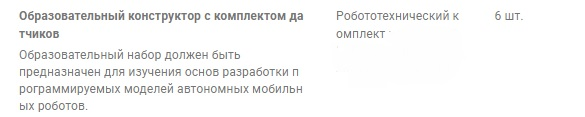 Образовательный конструктор с комплектом да
тчиков
Образовательный набор должен быть
предназначен для изучения основ разработки п
рограммируемых моделей автономных мобильн
ых роботов.
Робототехнический к
омплект
6 шт.